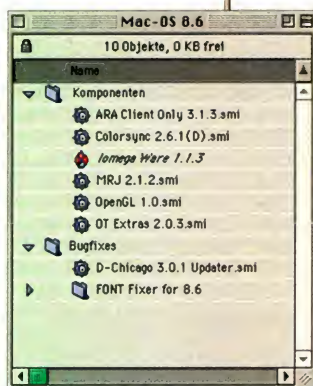 Mac-OS 8.6
10 Objekte, 0 KB frei
Name
Komponenten
ARA Client Only 3.1.3.smi
Colorsync 2.6.1(D).smi
Iomega Ware 1.1.3
MRJ 2.1.2.smi
OpenGL 1.0.smi
OT Extras 2.0.3.smi
Bugfixes
D-Chicago 3.0.1 Updater.smi
FONT Fixer for 8.6